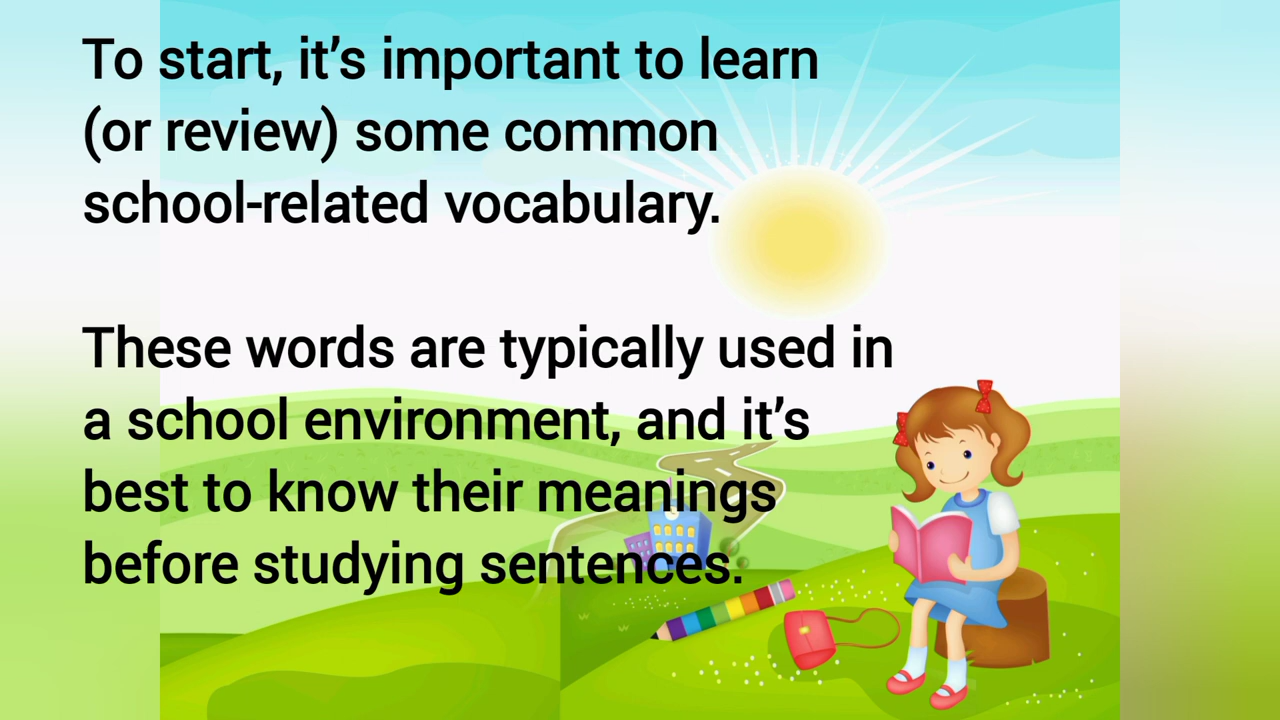 To start, it’s important to learn
(or review) some common
school-related vocabulary.
These words are typically used in
a school environment, and it’s
best to know their meanings
before studying sentences.